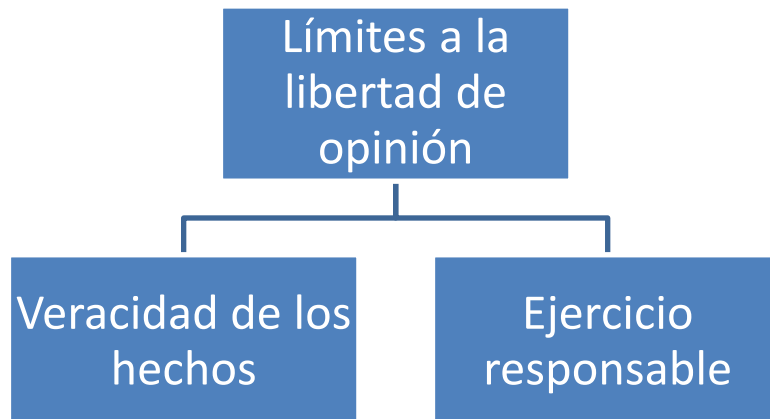 Límites a la
libertad de
opinión
Veracidad de los
hechos
Ejercicio
responsable